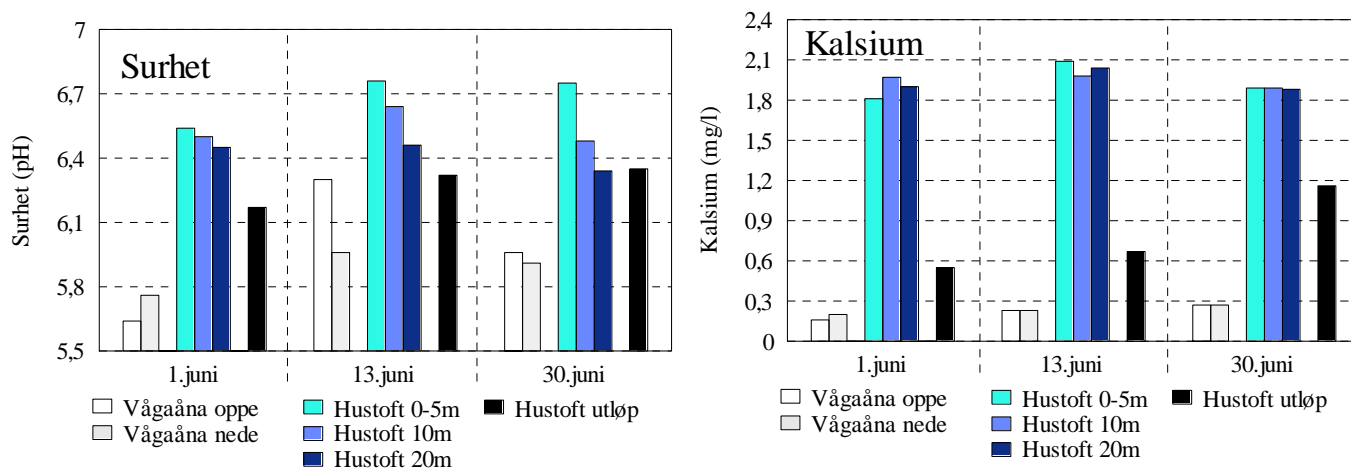 Surhet
Surhet (pH)
7
6,7
6,4
6,1
5,8
5,5
1.juni
13.juni
30.juni
Vågaåna oppe
Hustoft 0-5m
Hustoft utløp
Vågaåna nede
Hustoft 10m
Hustoft 20m
Kalsium
Kalsium (mg/l)
2,4
2,1
1,8
1,5
1,2
0,9
0,6
0,3
0
1.juni
13.juni
30.juni
Vågaåna oppe
Hustoft 0-5m
Hustoft utløp
Vågaåna nede
Hustoft 10m
Hustoft 20m